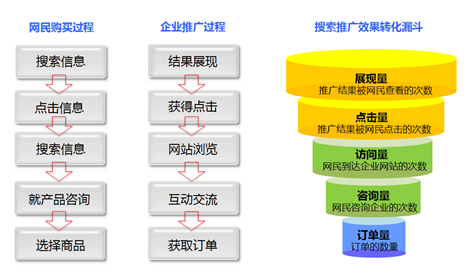 网民购买过程
搜索信息
点击信息
搜索信息
就产品咨询
选择商品
企业推广过程
结果展现
获得点击
网站浏览
互动交流
获取订单
搜索推广效果转化漏斗
展现量
推广结果被网民查看的次数
点击量
推广结果被网民点击的次数
访问量
网民到达企业网站的次数
咨询量
网民咨询企业的次数
订单量
订单的数量